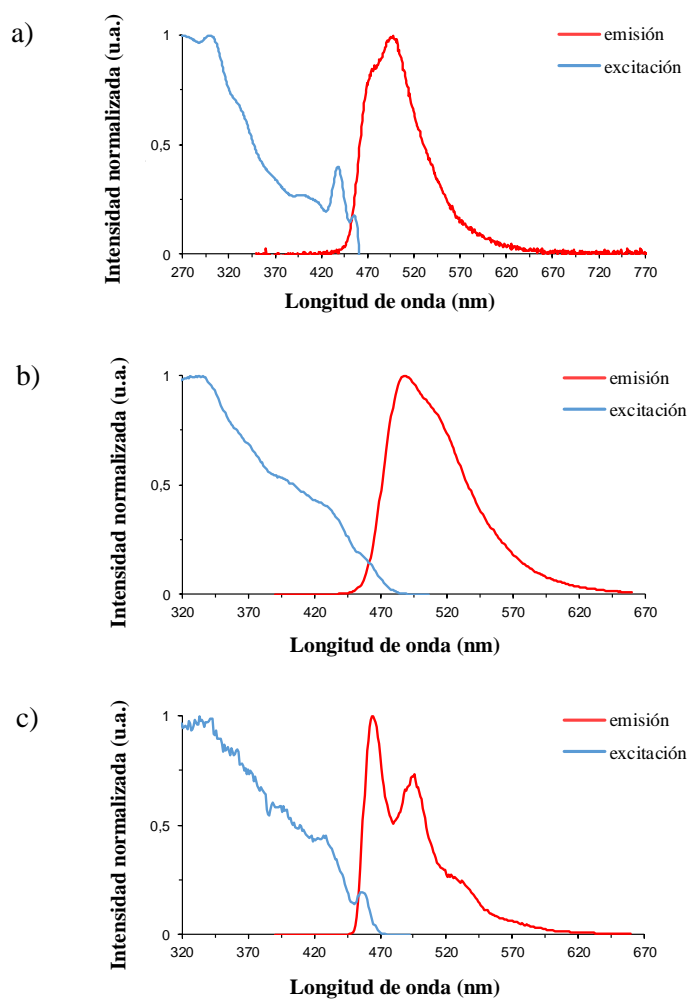 a)
Intensidad normalizada (u.a.)
1
0,5
0
270 320 370 420 470 520 570 620 670 720 770
Longitud de onda (nm)
emisión
excitación
b)
Intensidad normalizada (u.a.)
1
0,5
0
320 370 420 470 520 570 620 670
Longitud de onda (nm)
emisión
excitación
c)
Intensidad normalizada (u.a.)
1
0,5
0
320 370 420 470 520 570 620 670
Longitud de onda (nm)
emisión
excitación